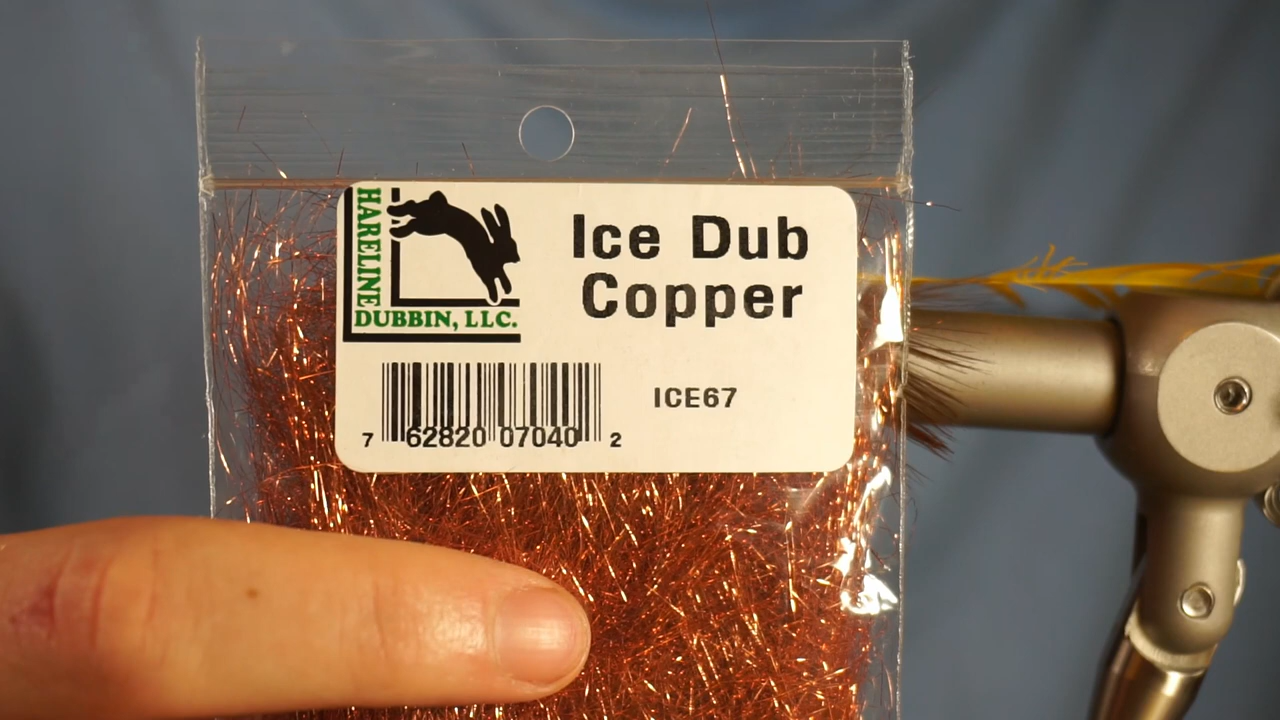 HARELINE
DUBBIN, LLC.
Ice Dub
Copper
ICE67
7 62820 07040 2